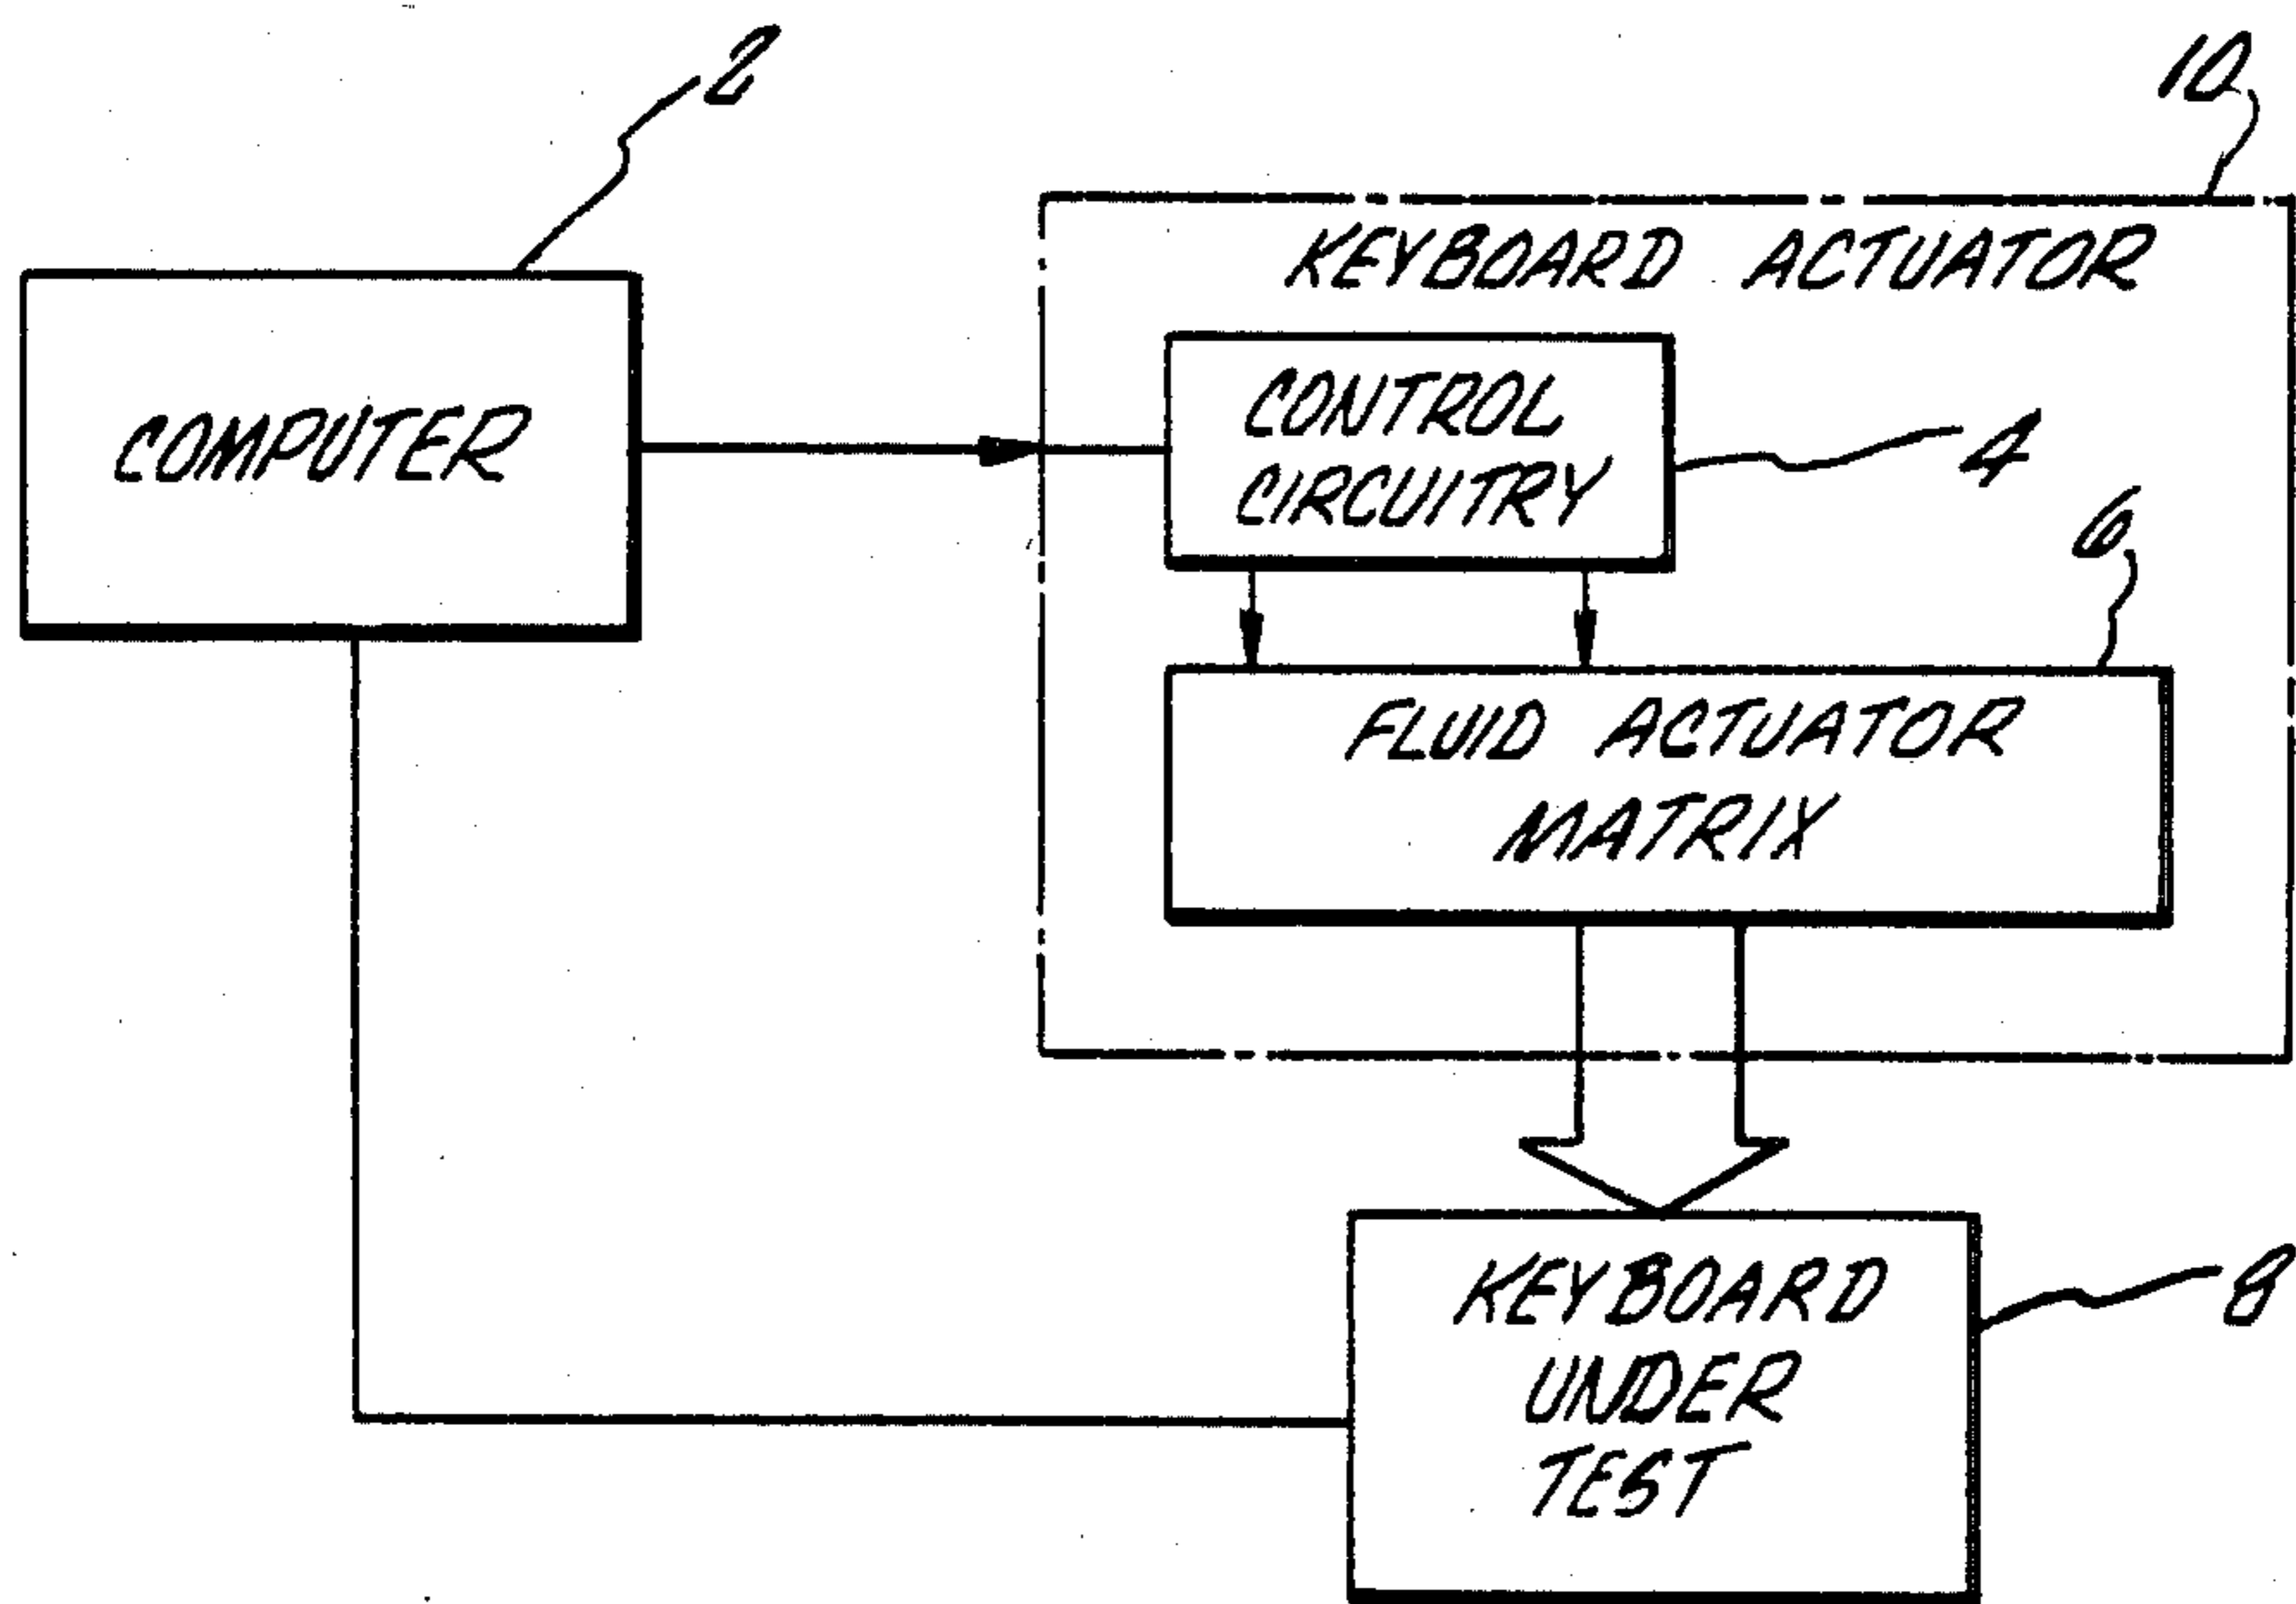 2
10
KEYBOARD ACTUATOR
COMPUTER
CONTROL
CIRCUITRY
4
6
FLUID ACTUATOR
MATRIX
KEYBOARD
UNDER
TEST
8